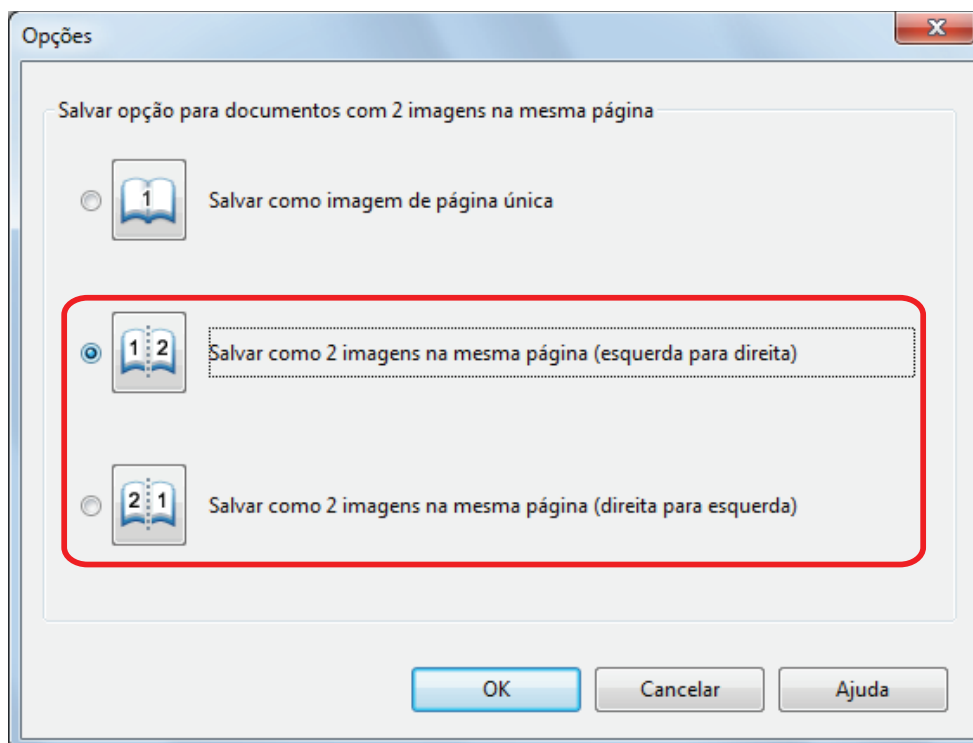 Opções
Salvar opção para documentos com 2 imagens na mesma página
1
Salvar como imagem de página única
1 2
Salvar como 2 imagens na mesma página (esquerda para direita)
2 1
Salvar como 2 imagens na mesma página (direita para esquerda)
OK
Cancelar
Ajuda